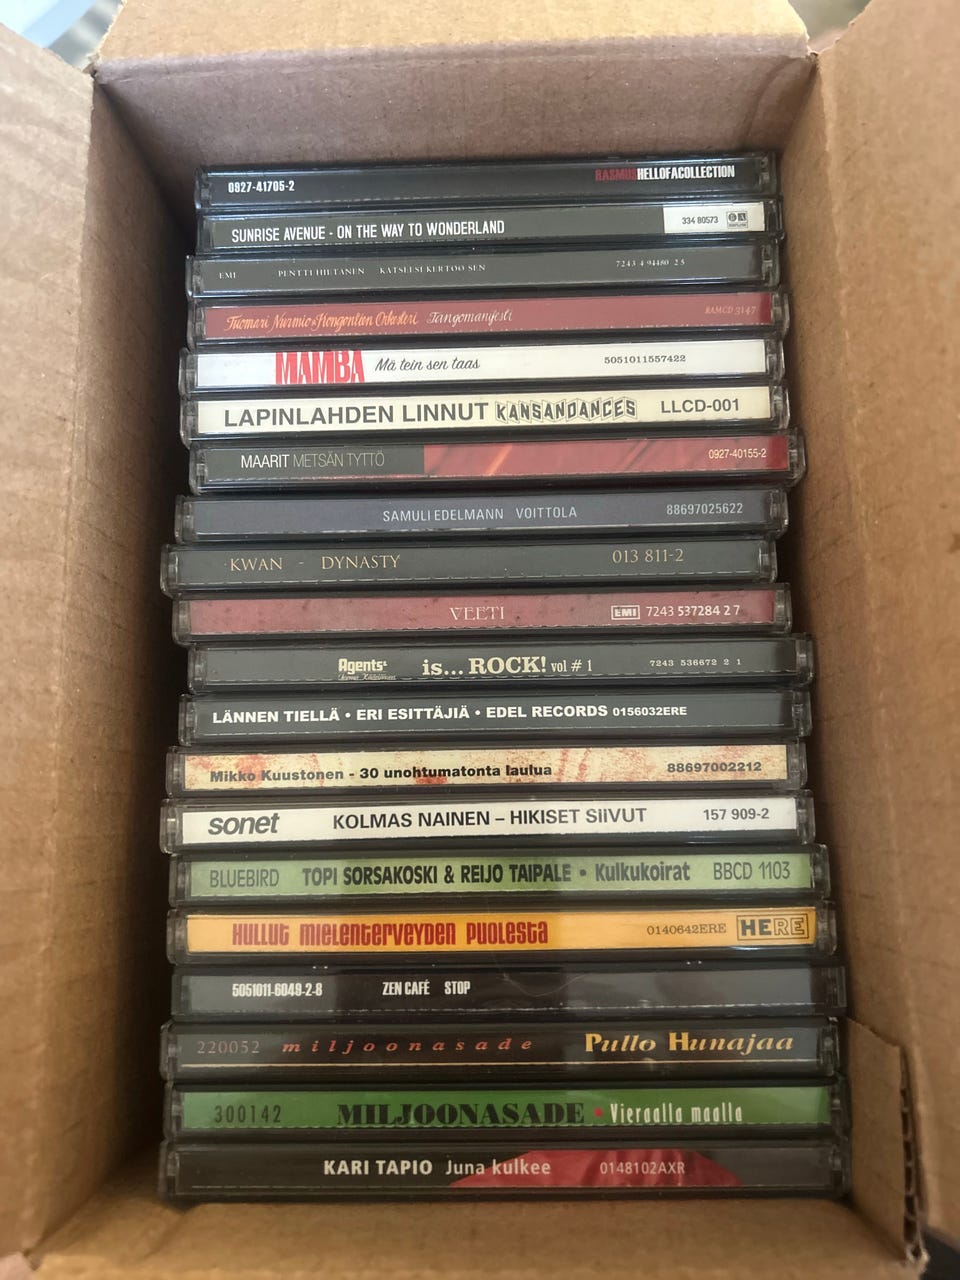 0927-41705-2 RASMUS HELLOFACOLLECTION
SUNRISE AVENUE - ON THE WAY TO WONDERLAND 334 80573
EMI PENTTI HIETANEN KATSEESI KERTOO SEN 7243 4 94480 2 5
Tuomari Nurmio & Kongontien Orkesteri Tangomanifesti RAMCD 3147
MAMBA Mä tein sen taas 5051011557422
LAPINLAHDEN LINNUT KANSANDANCES LLCD-001
MAARIT METSÄN TYTTÖ 0927-40155-2
SAMULI EDELMANN VOITTOLA 88697025622
KWAN - DYNASTY 013 811-2
VEETI EMI 7243 537284 2 7
Agents & Jorma Kääriäinen is... ROCK! vol # 1 7243 536672 2 1
LÄNNEN TIELLÄ • ERI ESITTÄJIÄ • EDEL RECORDS 0156032ERE
Mikko Kuustonen - 30 unohtumatonta laulua 88697002212
sonet KOLMAS NAINEN – HIKISET SIIVUT 157 909-2
BLUEBIRD TOPI SORSAKOSKI & REIJO TAIPALE • Kulkukoirat BBCD 1103
HULLUT MIELENTERVEYDEN PUOLESTA 0140642ERE HERE
5051011-6049-2-8 ZEN CAFÉ STOP
220052 miljoonasade Pullo Hunajaa
300142 MILJOONASADE • Vieraalla maalla
KARI TAPIO Juna kulkee 0148102AXR